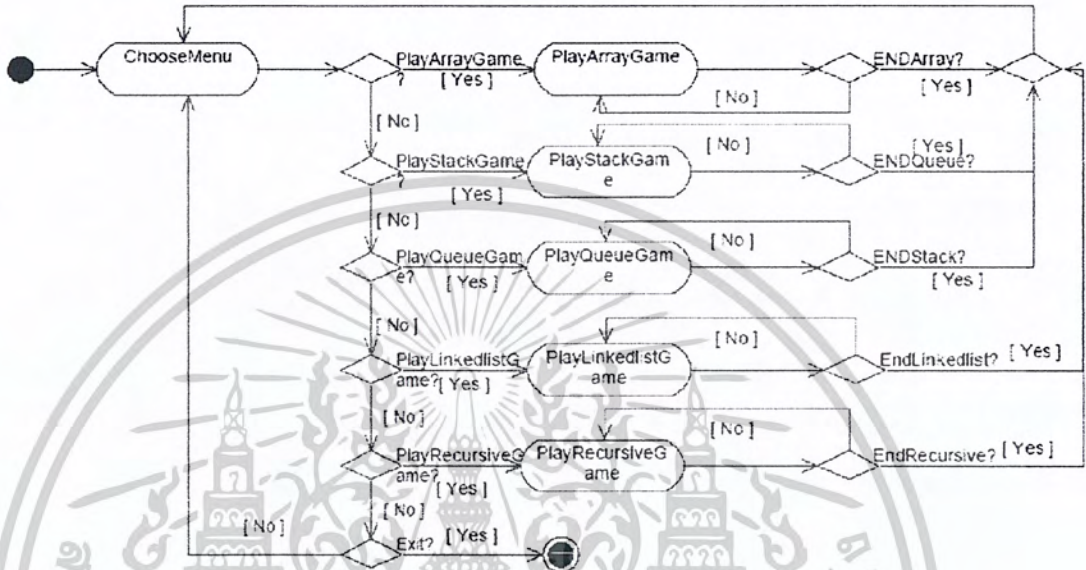 ChooseMenu
PlayArrayGame
?
[ Yes ]
PlayArrayGame
ENDArray?
[ Yes ]
[ No ]
[ No ]
PlayStackGame
?
[ Yes ]
PlayStackGam
e
[ No ]
[ Yes ]
ENDQueue?
[ No ]
PlayQueueGam
e?
[ Yes ]
PlayQueueGam
e
[ No ]
ENDStack?
[ Yes ]
[ No ]
PlayLinkedlistG
ame?
[ Yes ]
PlayLinkedlistG
ame
[ No ]
EndLinkedlist?
[ Yes ]
[ No ]
PlayRecursiveG
ame?
[ Yes ]
PlayRecursiveG
ame
[ No ]
EndRecursive?
[ Yes ]
[ No ]
[ No ]
Exit?
[ Yes ]